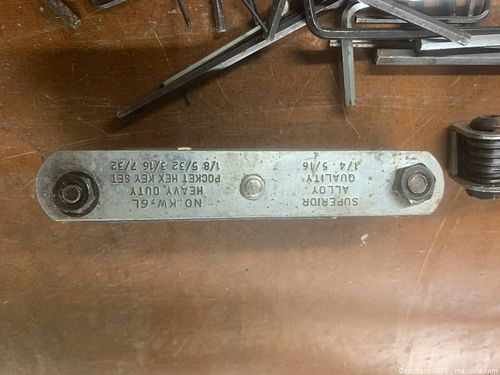 NO. KW-6L
HEAVY DUTY
POCKET HEX KEY SET
1/8 5/32 3/16 7/32
SUPERIOR
ALLOY
QUALITY
1/4 . 5/16
Copyright 2025 - maxsold.com